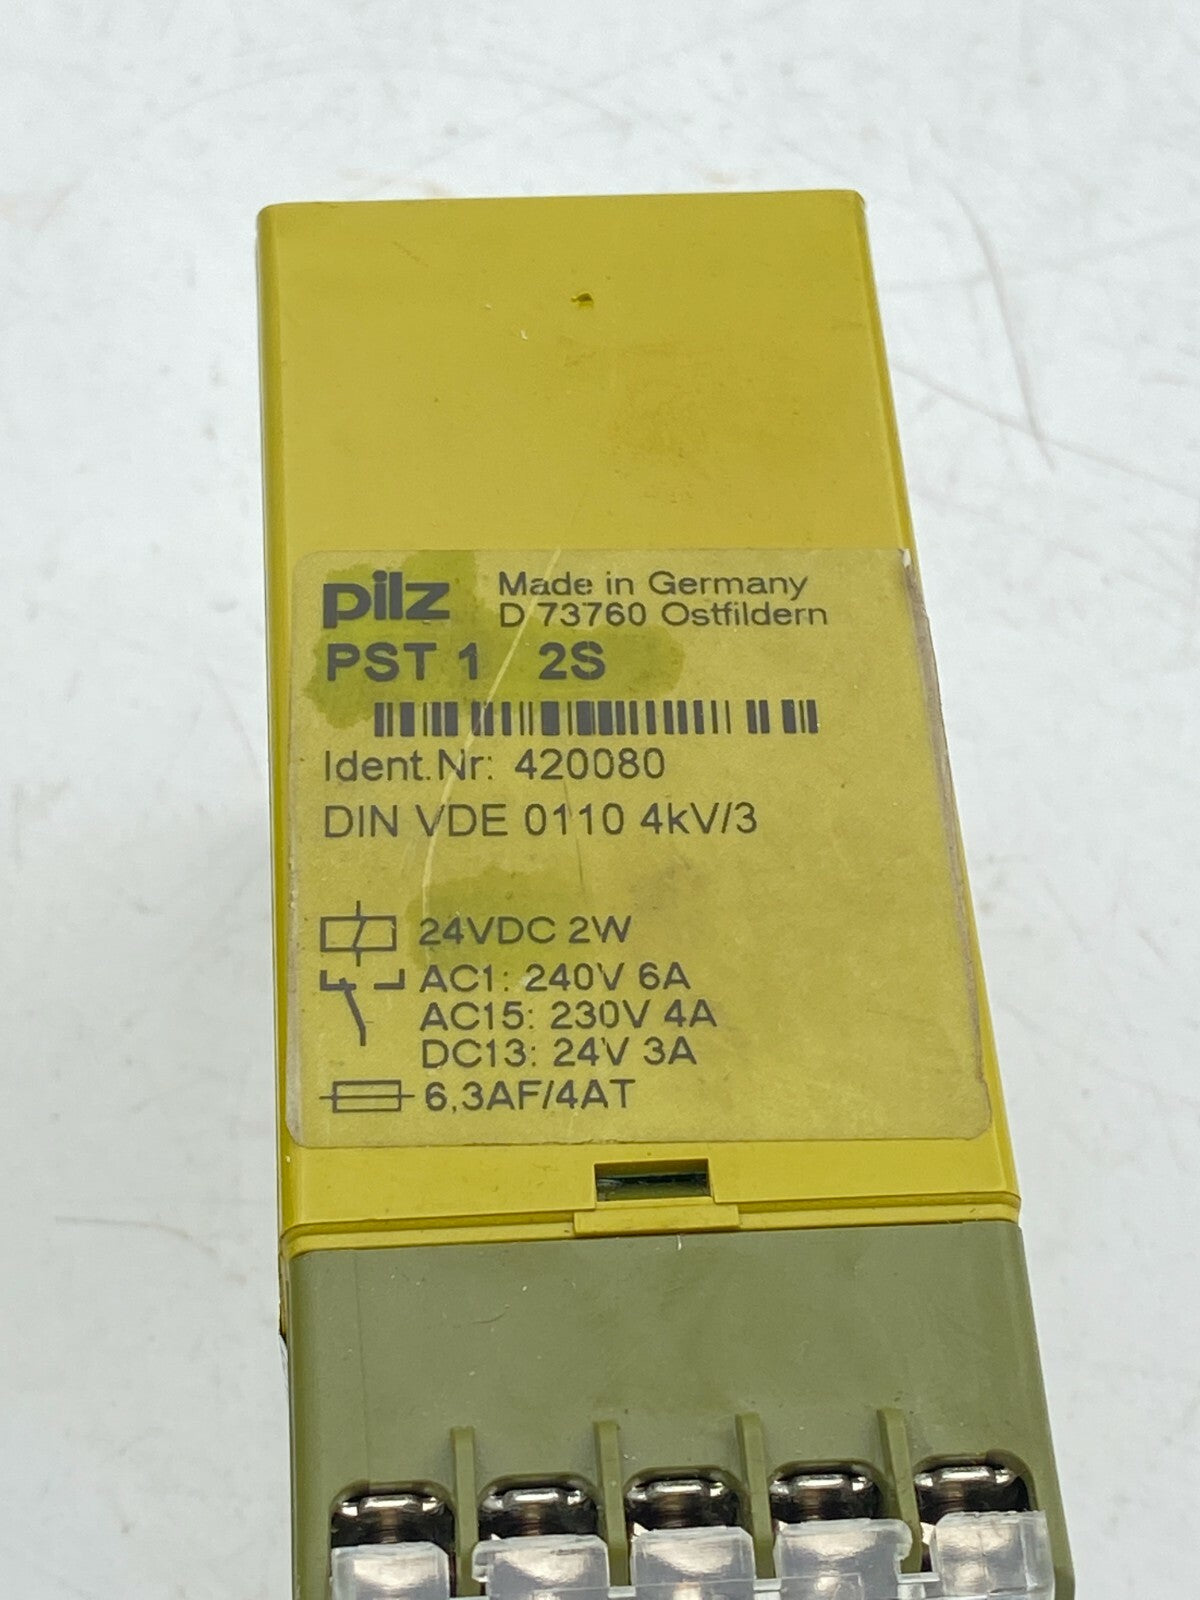 pilz Made in Germany
D 73760 Ostfildern
PST 1 2S
Ident.Nr: 420080
DIN VDE 0110 4kV/3
24VDC 2W
AC1: 240V 6A
AC15: 230V 4A
DC13: 24V 3A
6,3AF/4AT